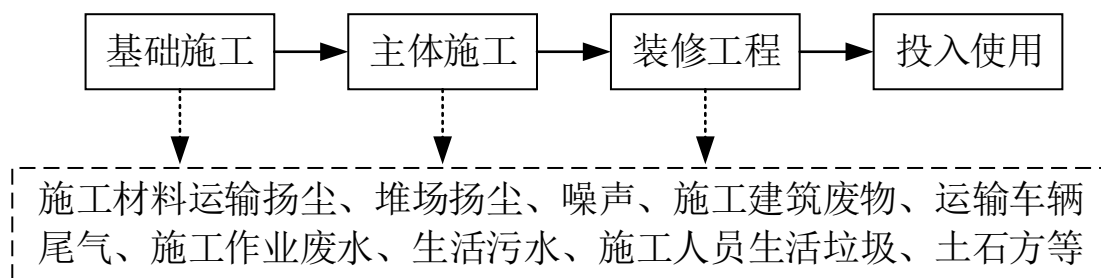 基础施工 主体施工 装修工程 投入使用
施工材料运输扬尘、堆场扬尘、噪声、施工建筑废物、运输车辆
尾气、施工作业废水、生活污水、施工人员生活垃圾、土石方等